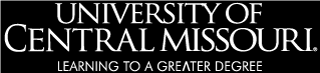 UNIVERSITY OF
CENTRAL MISSOURI®
LEARNING TO A GREATER DEGREE